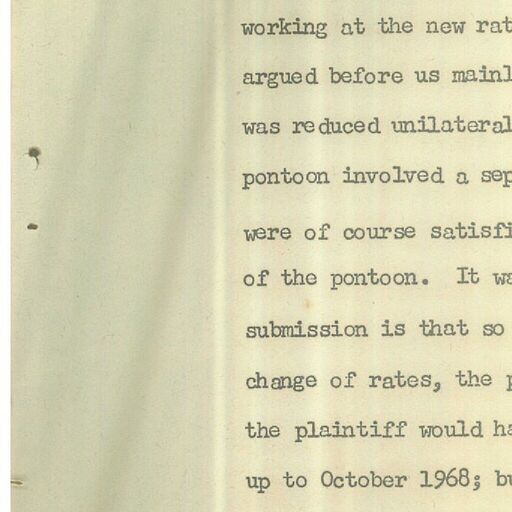 working at the new rat
argued before us mainl
was reduced unilateral
pontoon involved a sep
were of course satisfi
of the pontoon. It wa
submission is that so
change of rates, the p
the plaintiff would ha
up to October 1968; bu